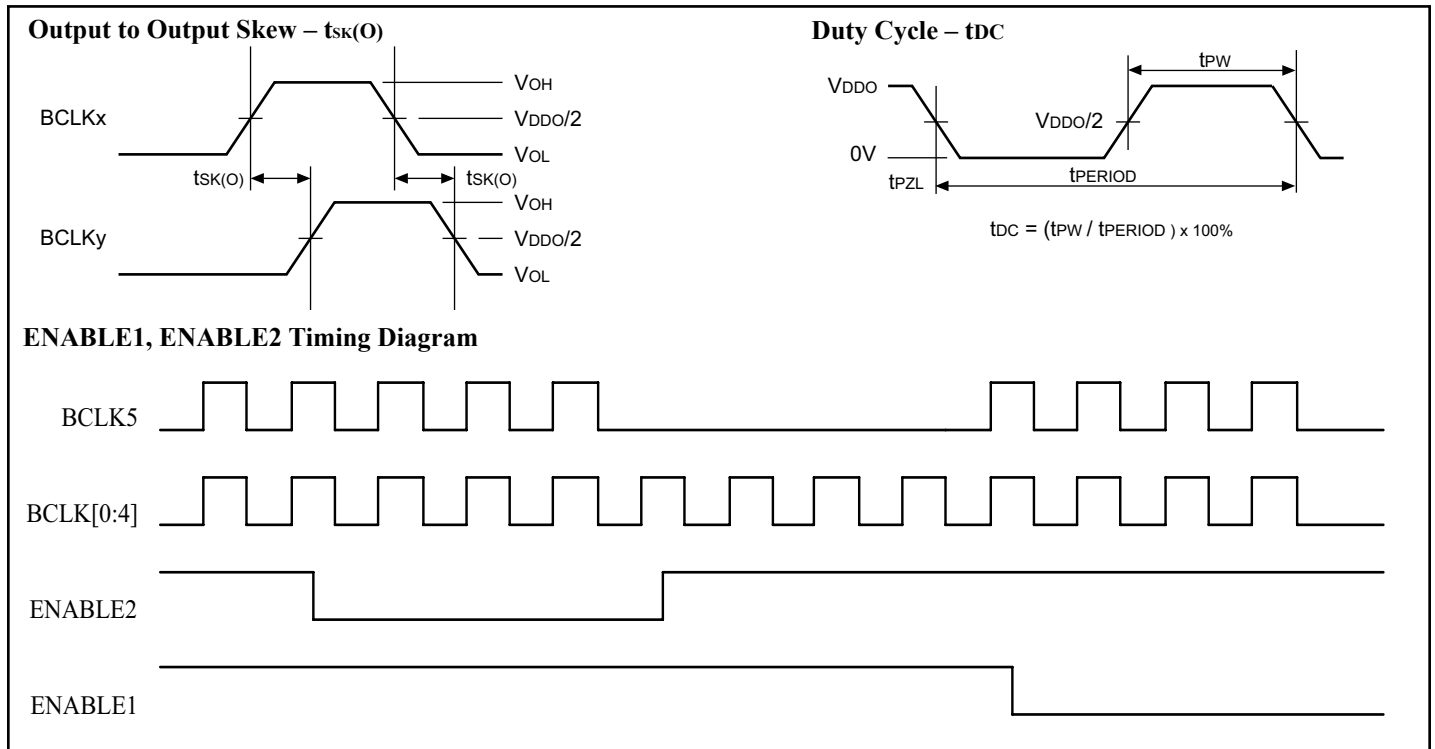 Output to Output Skew – tSK(O)
BCLKx
VOH
VDDO/2
VOL
tSK(O)
tSK(O)
BCLKy
VOH
VDDO/2
VOL
Duty Cycle – tDC
VDDO
tPW
VDDO/2
0V
tPZL
tPERIOD
tDC = (tPW / tPERIOD ) x 100%
ENABLE1, ENABLE2 Timing Diagram
BCLK5
BCLK[0:4]
ENABLE2
ENABLE1